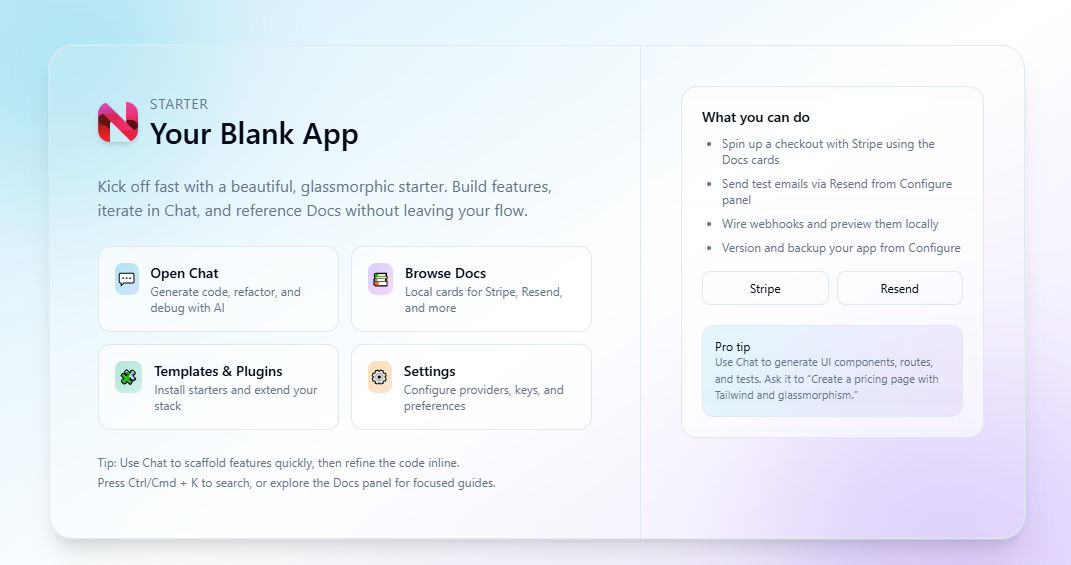 STARTER
Your Blank App
Kick off fast with a beautiful, glassmorphic starter. Build features,
iterate in Chat, and reference Docs without leaving your flow.
Open Chat
Generate code, refactor, and
debug with AI
Browse Docs
Local cards for Stripe, Resend,
and more
Templates & Plugins
Install starters and extend your
stack
Settings
Configure providers, keys, and
preferences
Tip: Use Chat to scaffold features quickly, then refine the code inline.
Press Ctrl/Cmd + K to search, or explore the Docs panel for focused guides.
What you can do
• Spin up a checkout with Stripe using the
Docs cards
• Send test emails via Resend from Configure
panel
• Wire webhooks and preview them locally
• Version and backup your app from Configure
Stripe
Resend
Pro tip
Use Chat to generate UI components, routes,
and tests. Ask it to “Create a pricing page with
Tailwind and glassmorphism.”